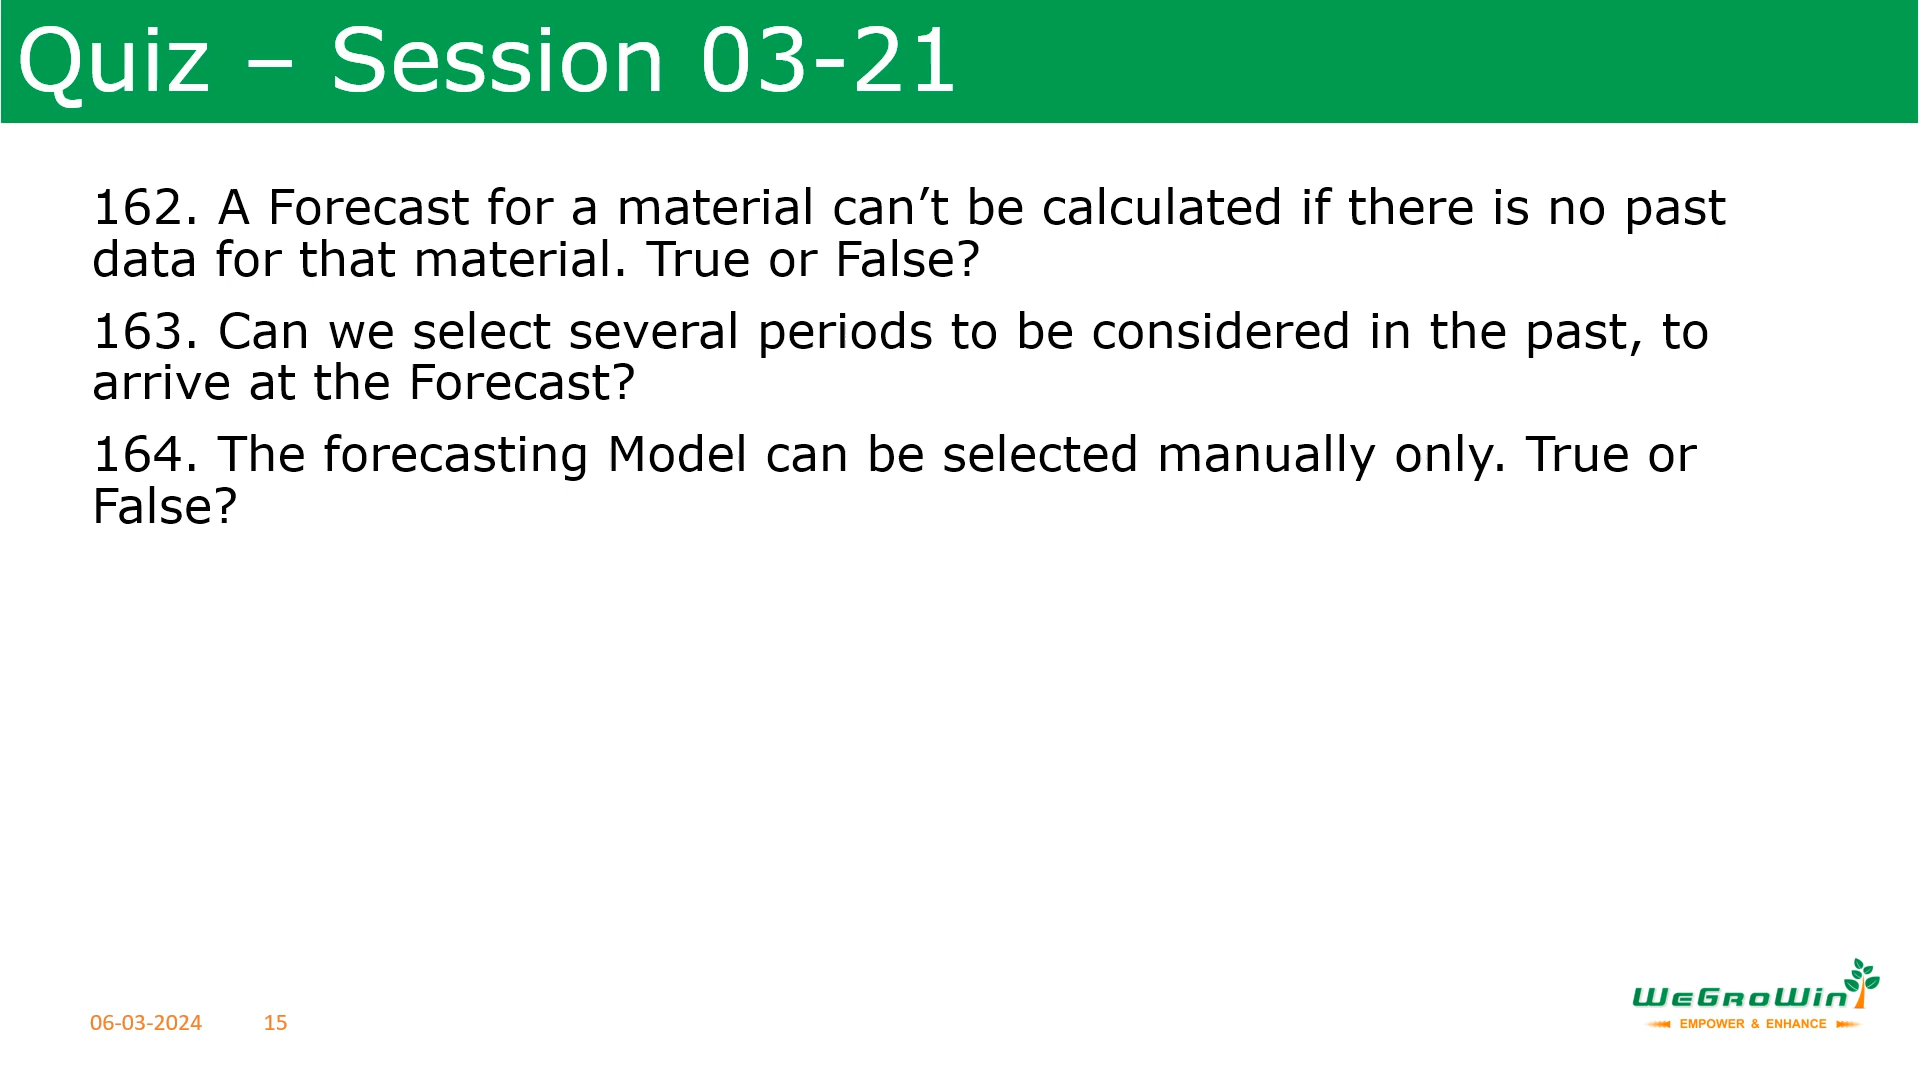 Quiz – Session 03-21
162. A Forecast for a material can’t be calculated if there is no past
data for that material. True or False?
163. Can we select several periods to be considered in the past, to
arrive at the Forecast?
164. The forecasting Model can be selected manually only. True or
False?
WeGroWin
EMPOWER & ENHANCE
06-03-2024 15